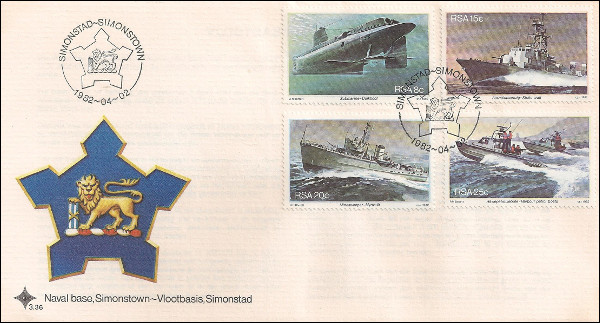 SIMONSTAD~SIMONSTOWN
1982~04~02
RSA 8c
Submarine-Duikboot
RSA 15c
RSA 20c
RSA 25c
SIMONSTAD~SIMONSTOWN
1982~04~
3.36
Naval base, Simonstown~Vlootbasis, Simonstad